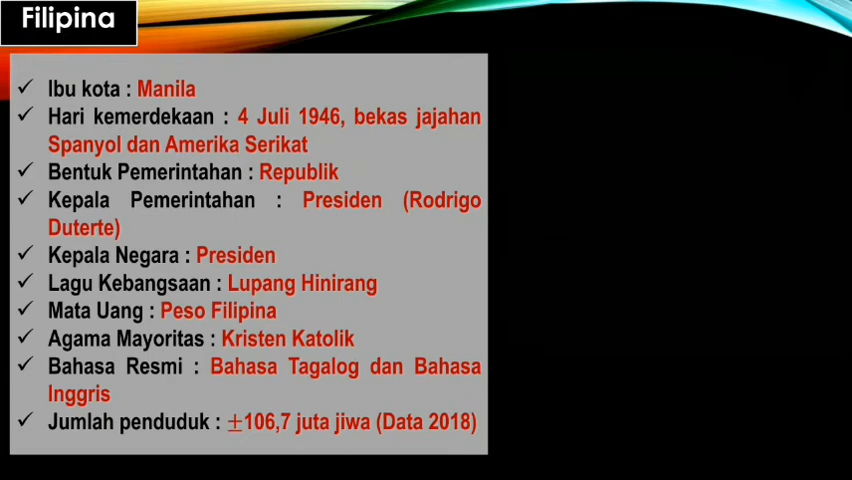 Filipina
✓ Ibu kota : Manila
✓ Hari kemerdekaan : 4 Juli 1946, bekas jajahan
Spanyol dan Amerika Serikat
✓ Bentuk Pemerintahan : Republik
✓ Kepala Pemerintahan : Presiden (Rodrigo
Duterte)
✓ Kepala Negara : Presiden
✓ Lagu Kebangsaan : Lupang Hinirang
✓ Mata Uang : Peso Filipina
✓ Agama Mayoritas : Kristen Katolik
✓ Bahasa Resmi : Bahasa Tagalog dan Bahasa
Inggris
✓ Jumlah penduduk : ±106,7 juta jiwa (Data 2018)